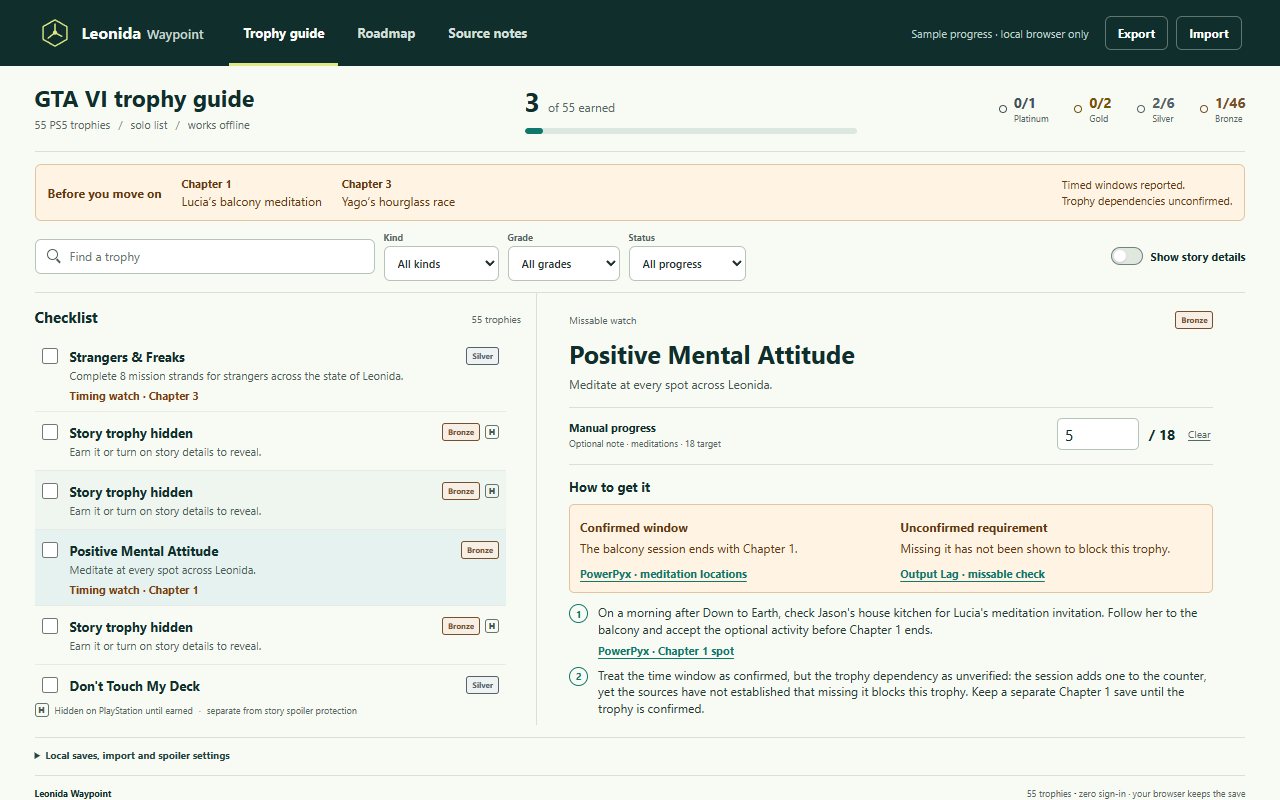 Leonida Waypoint
Trophy guide
Roadmap
Source notes
Sample progress · local browser only
Export
Import
GTA VI trophy guide
55 PS5 trophies / solo list / works offline
3 of 55 earned
0/1
Platinum
0/2
Gold
2/6
Silver
1/46
Bronze
Before you move on
Chapter 1
Lucia’s balcony meditation
Chapter 3
Yago’s hourglass race
Timed windows reported.
Trophy dependencies unconfirmed.
Find a trophy
Kind
All kinds
Grade
All grades
Status
All progress
Show story details
Checklist
55 trophies
Strangers & Freaks
Silver
Complete 8 mission strands for strangers across the state of Leonida.
Timing watch · Chapter 3
Story trophy hidden
Bronze H
Earn it or turn on story details to reveal.
Story trophy hidden
Bronze H
Earn it or turn on story details to reveal.
Positive Mental Attitude
Bronze
Meditate at every spot across Leonida.
Timing watch · Chapter 1
Story trophy hidden
Bronze H
Earn it or turn on story details to reveal.
Don't Touch My Deck
Silver
H Hidden on PlayStation until earned · separate from story spoiler protection
Missable watch
Bronze
Positive Mental Attitude
Meditate at every spot across Leonida.
Manual progress
Optional note · meditations · 18 target
5 / 18 Clear
How to get it
Confirmed window
The balcony session ends with Chapter 1.
PowerPyx · meditation locations
Unconfirmed requirement
Missing it has not been shown to block this trophy.
Output Lag · missable check
1 On a morning after Down to Earth, check Jason's house kitchen for Lucia's meditation invitation. Follow her to the
balcony and accept the optional activity before Chapter 1 ends.
PowerPyx · Chapter 1 spot
2 Treat the time window as confirmed, but the trophy dependency as unverified: the session adds one to the counter,
yet the sources have not established that missing it blocks this trophy. Keep a separate Chapter 1 save until the
trophy is confirmed.
Local saves, import and spoiler settings
Leonida Waypoint
55 trophies · zero sign-in · your browser keeps the save